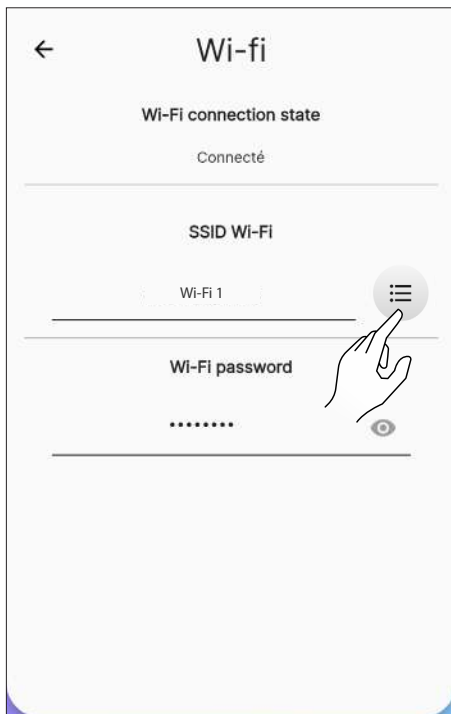 Wi-fi
Wi-Fi connection state
Connecté
SSID Wi-Fi
Wi-Fi 1
Wi-Fi password
••••••••